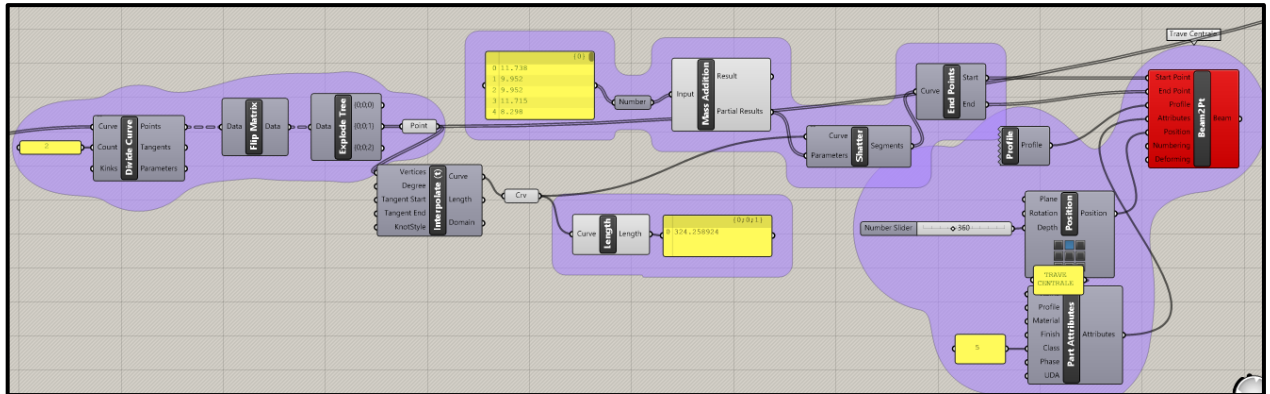 Trave Centrale
2
Curve
Count
Kinks
Divide Curve
Points
Tangents
Parameters
Data
Flip Matrix
Data
Data
Explode Tree
{0;0;0}
{0;0;1}
{0;0;2}
Point
{0}
0 11.738
1 9.952
2 9.952
3 11.715
4 8.298
Number
Input
Mass Addition
Result
Partial Results
Vertices
Degree
Tangent Start
Tangent End
KnotStyle
Interpolate (t)
Curve
Length
Domain
Crv
Curve
Length
Length
{0;0;1}
0 324.258924
Curve
Parameters
Shatter
Segments
Curve
End Points
Start
End
Profile
Profile
Number Slider
360
Plane
Rotation
Depth
Position
Position
TRAVE
CENTRALE
5
Profile
Material
Finish
Class
Phase
UDA
Part Attributes
Attributes
Start Point
End Point
Profile
Attributes
Position
Numbering
Deforming
Beam2Pt
Beam